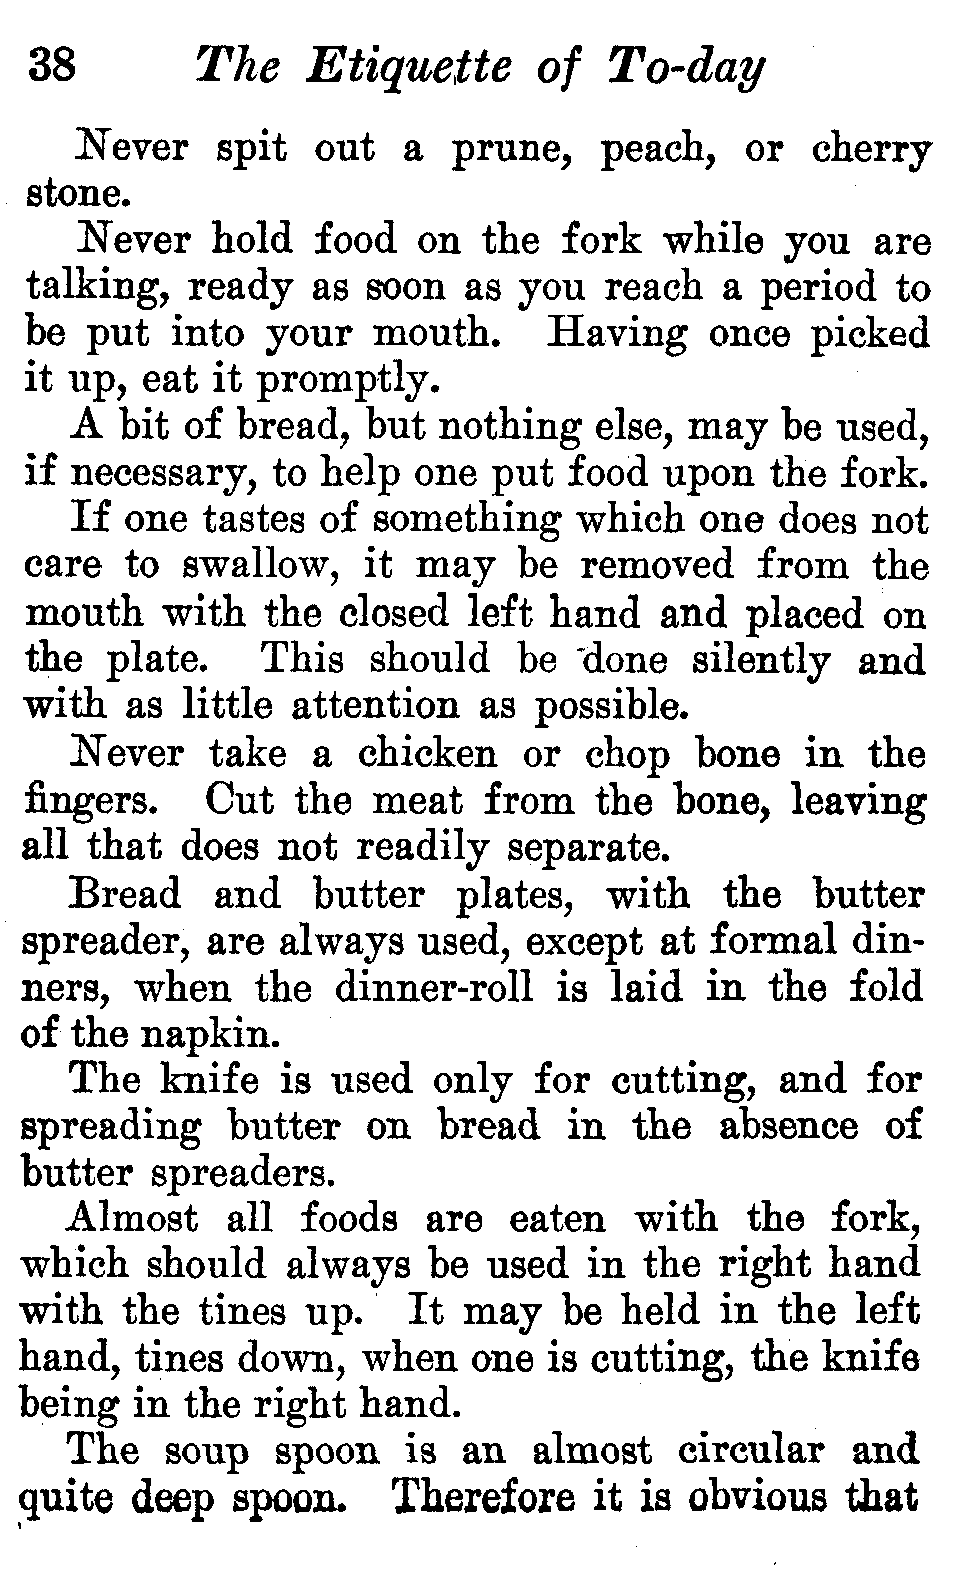 38 The Etiquette of To-day
Never spit out a prune, peach, or cherry
stone.
Never hold food on the fork while you are
talking, ready as soon as you reach a period to
be put into your mouth. Having once picked
it up, eat it promptly.
A bit of bread, but nothing else, may be used,
if necessary, to help one put food upon the fork.
If one tastes of something which one does not
care to swallow, it may be removed from the
mouth with the closed left hand and placed on
the plate. This should be done silently and
with as little attention as possible.
Never take a chicken or chop bone in the
fingers. Cut the meat from the bone, leaving
all that does not readily separate.
Bread and butter plates, with the butter
spreader, are always used, except at formal din-
ners, when the dinner-roll is laid in the fold
of the napkin.
The knife is used only for cutting, and for
spreading butter on bread in the absence of
butter spreaders.
Almost all foods are eaten with the fork,
which should always be used in the right hand
with the tines up. It may be held in the left
hand, tines down, when one is cutting, the knife
being in the right hand.
The soup spoon is an almost circular and
quite deep spoon. Therefore it is obvious that